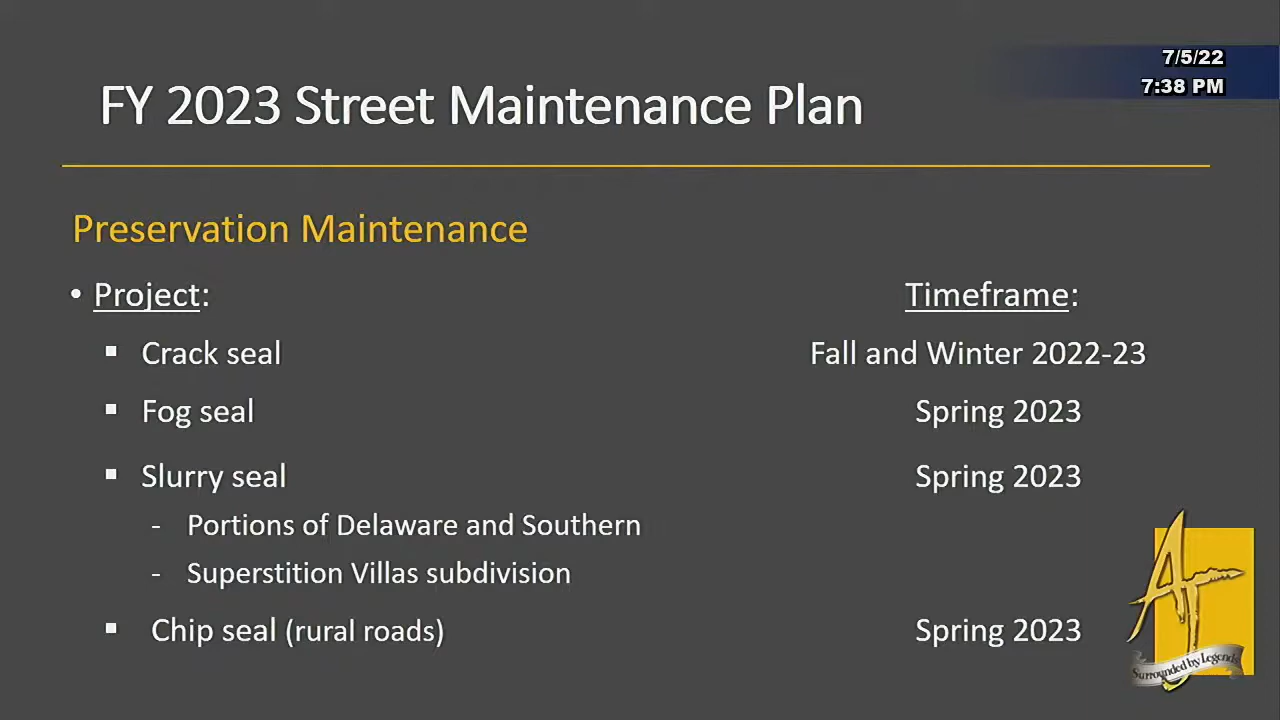 7/5/22
7:38 PM
FY 2023 Street Maintenance Plan
Preservation Maintenance
• Project: Timeframe:
▪ Crack seal Fall and Winter 2022-23
▪ Fog seal Spring 2023
▪ Slurry seal Spring 2023
- Portions of Delaware and Southern
- Superstition Villas subdivision
▪ Chip seal (rural roads) Spring 2023
AJ
Surrounded by Legends